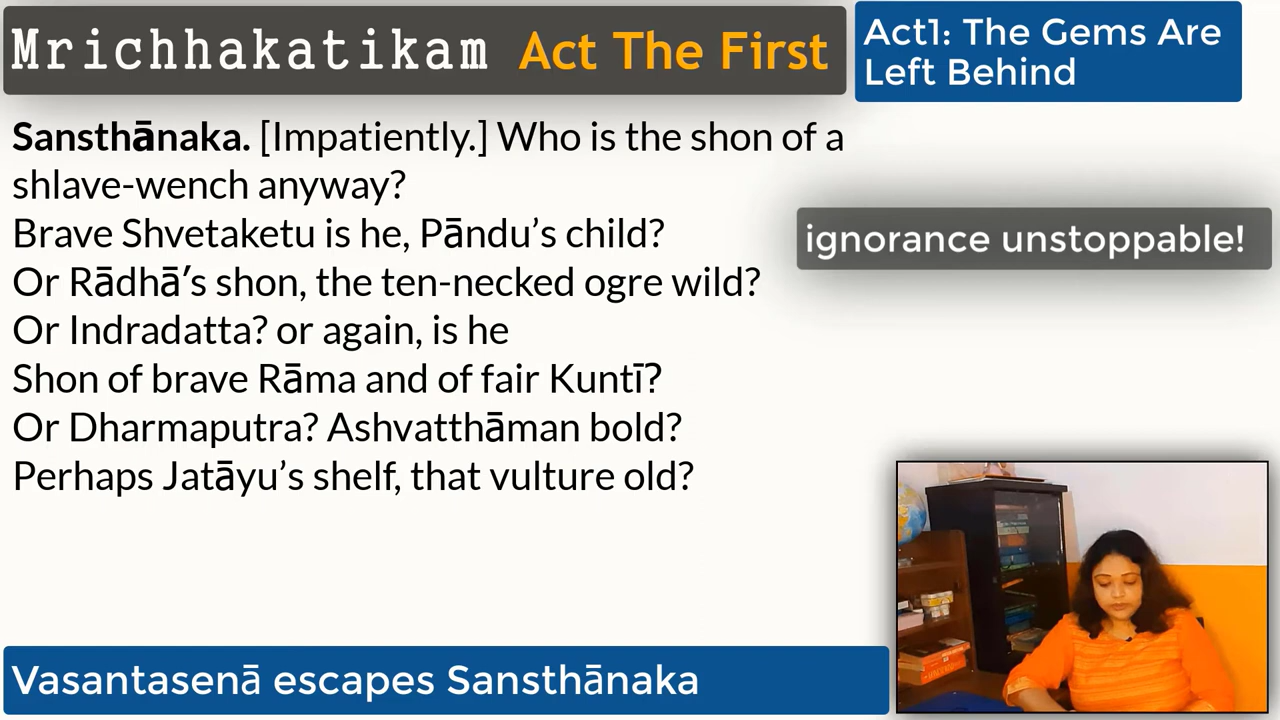 Mrichhakatikam Act The First
Act1: The Gems Are
Left Behind
Sansthānaka. [Impatiently.] Who is the shon of a
shlave-wench anyway?
Brave Shvetaketu is he, Pāndu’s child?
Or Rādhā’s shon, the ten-necked ogre wild?
Or Indradatta? or again, is he
Shon of brave Rāma and of fair Kuntī?
Or Dharmaputra? Ashvatthāman bold?
Perhaps Jatāyu’s shelf, that vulture old?
ignorance unstoppable!
Vasantasenā escapes Sansthānaka